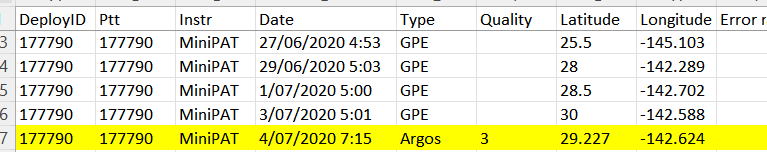 DeployID Ptt Instr Date Type Quality Latitude Longitude Error r
3 177790 177790 MiniPAT 27/06/2020 4:53 GPE 25.5 -145.103
4 177790 177790 MiniPAT 29/06/2020 5:03 GPE 28 -142.289
5 177790 177790 MiniPAT 1/07/2020 5:00 GPE 28.5 -142.702
6 177790 177790 MiniPAT 3/07/2020 5:01 GPE 30 -142.588
7 177790 177790 MiniPAT 4/07/2020 7:15 Argos 3 29.227 -142.624